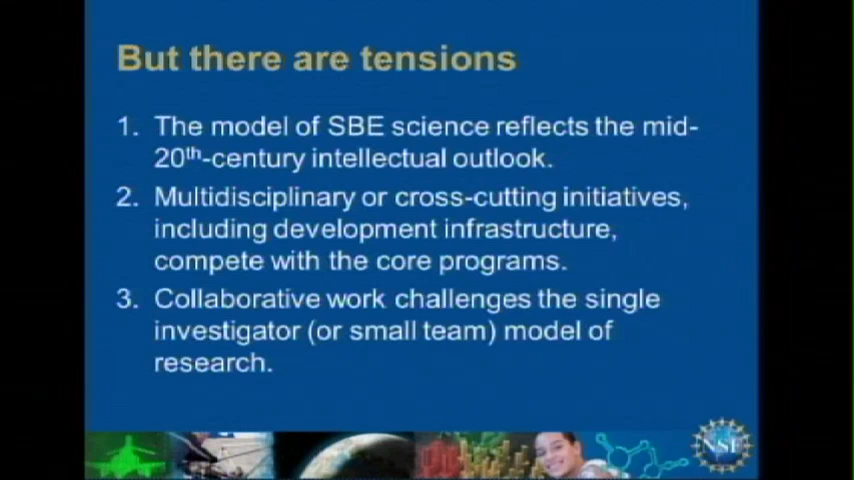 But there are tensions
1. The model of SBE science reflects the mid-
20th-century intellectual outlook.
2. Multidisciplinary or cross-cutting initiatives,
including development infrastructure,
compete with the core programs.
3. Collaborative work challenges the single
investigator (or small team) model of
research.
NSF